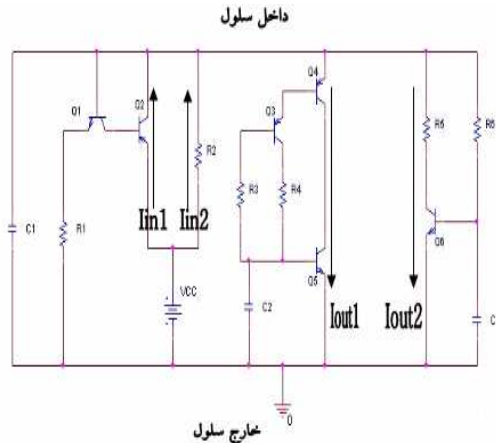 داخل سلول
Q1
Q2
Q3
Q4
R2
R5
R6
Iin1 Iin2
R3
R4
C1
R1
Q5
Q6
VCC
C2
Iout1 Iout2
C
0
خارج سلول